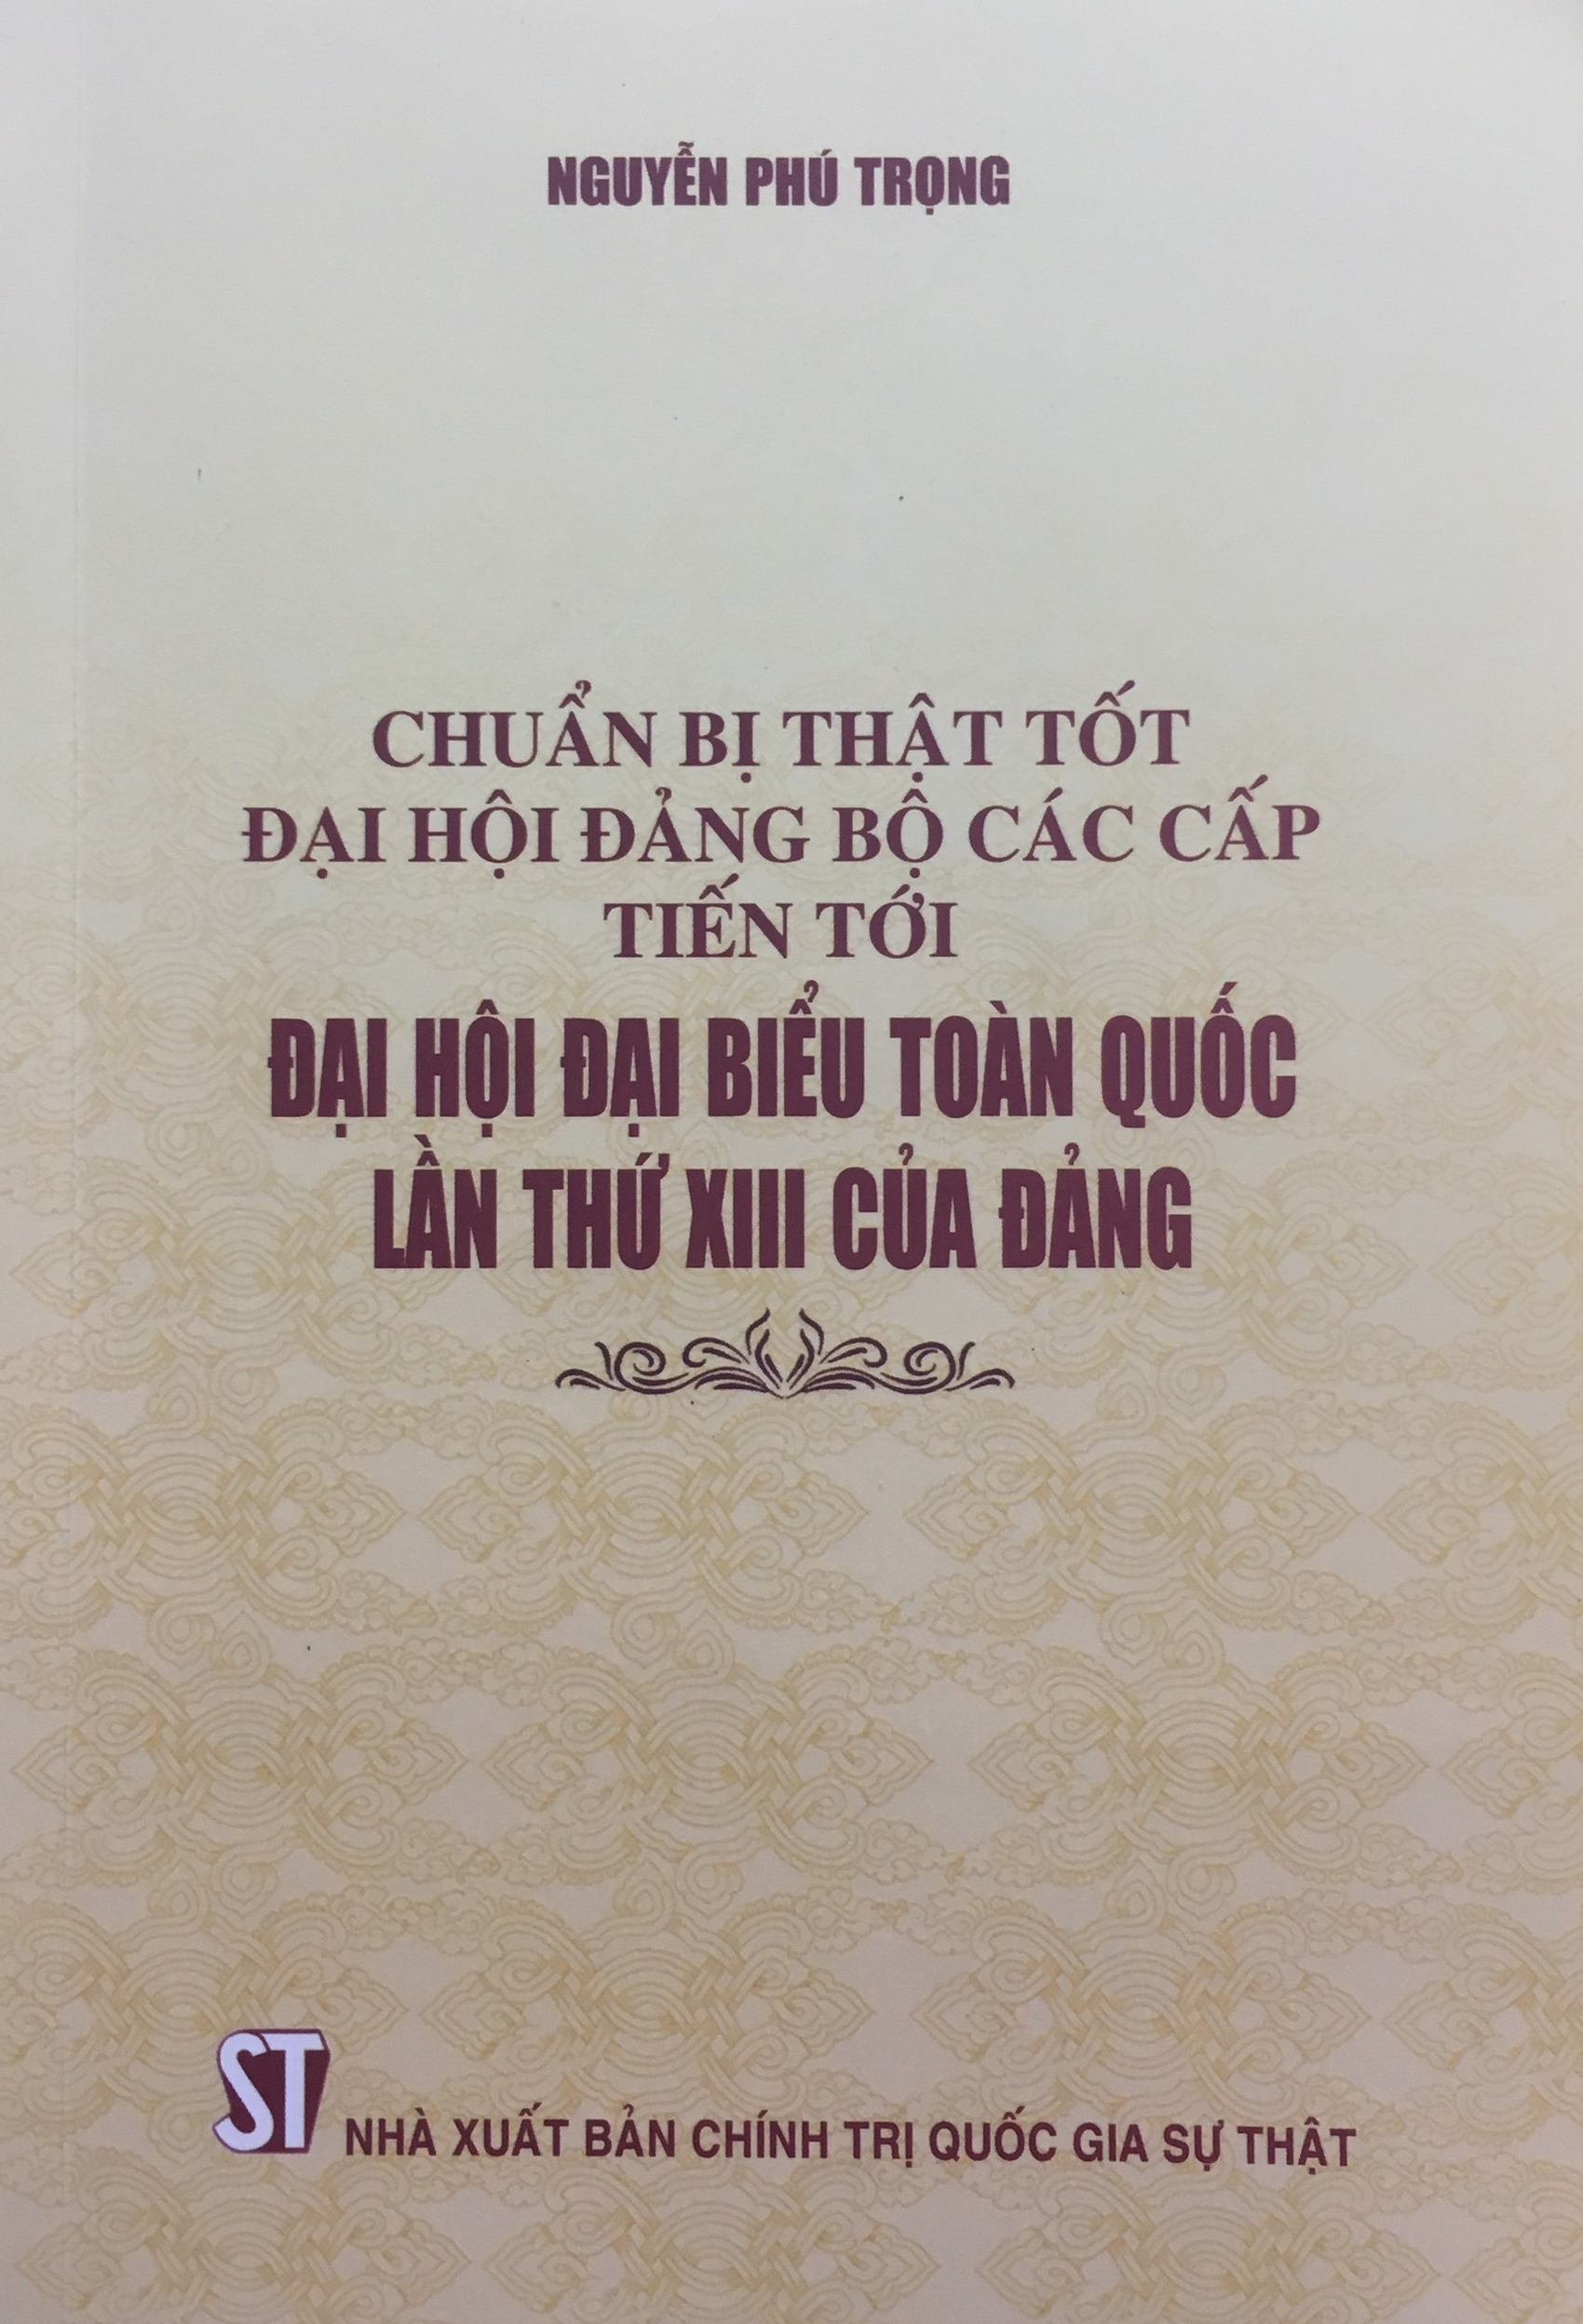 NGUYỄN PHÚ TRỌNG
CHUẨN BỊ THẬT TỐT
ĐẠI HỘI ĐẢNG BỘ CÁC CẤP
TIẾN TỚI
ĐẠI HỘI ĐẠI BIỂU TOÀN QUỐC
LẦN THỨ XIII CỦA ĐẢNG
ST NHÀ XUẤT BẢN CHÍNH TRỊ QUỐC GIA SỰ THẬT